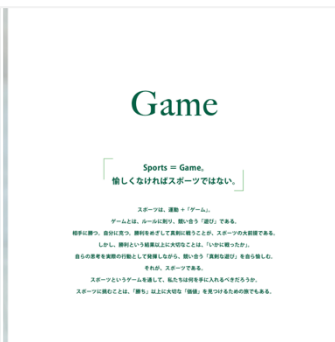 Game
Sports = Game。
愉しくなければスポーツではない。
スポーツは、運動 +「ゲーム」。
ゲームとは、ルールに則り、競い合う「遊び」である。
相手に勝つ、自分に克つ、勝利をめざして真剣に戦うことが、スポーツの大前提である。
しかし、勝利という結果以上に大切なことは、「いかに戦ったか」。
自らの思考を実際の行動として発揮しながら、競い合う「真剣な遊び」を自ら愉しむ、
それが、スポーツである。
スポーツというゲームを通して、私たちは何を手に入れるべきだろうか。
スポーツに挑むことは、「勝ち」以上に大切な「価値」を見つけるための旅でもある。